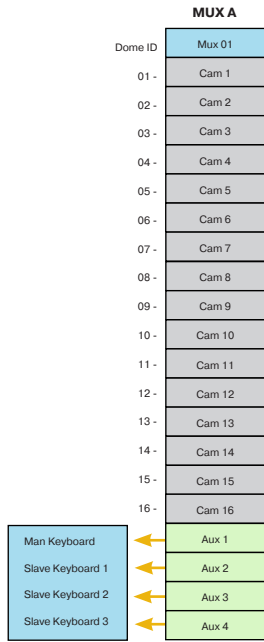 MUX A
Dome ID Mux 01
01 - Cam 1
02 - Cam 2
03 - Cam 3
04 - Cam 4
05 - Cam 5
06 - Cam 6
07 - Cam 7
08 - Cam 8
09 - Cam 9
10 - Cam 10
11 - Cam 11
12 - Cam 12
13 - Cam 13
14 - Cam 14
15 - Cam 15
16 - Cam 16
Man Keyboard Aux 1
Slave Keyboard 1 Aux 2
Slave Keyboard 2 Aux 3
Slave Keyboard 3 Aux 4